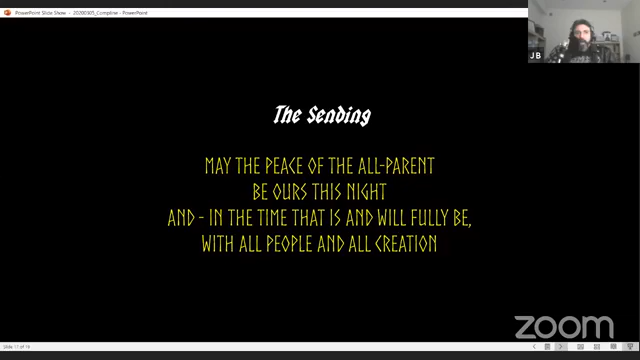 PowerPoint Slide Show - 20200505_Compline - PowerPoint
JB
The Sending
MAY THE PEACE OF THE ALL-PARENT
BE OURS THIS NIGHT
AND - IN THE TIME THAT IS AND WILL FULLY BE,
WITH ALL PEOPLE AND ALL CREATION
zoom